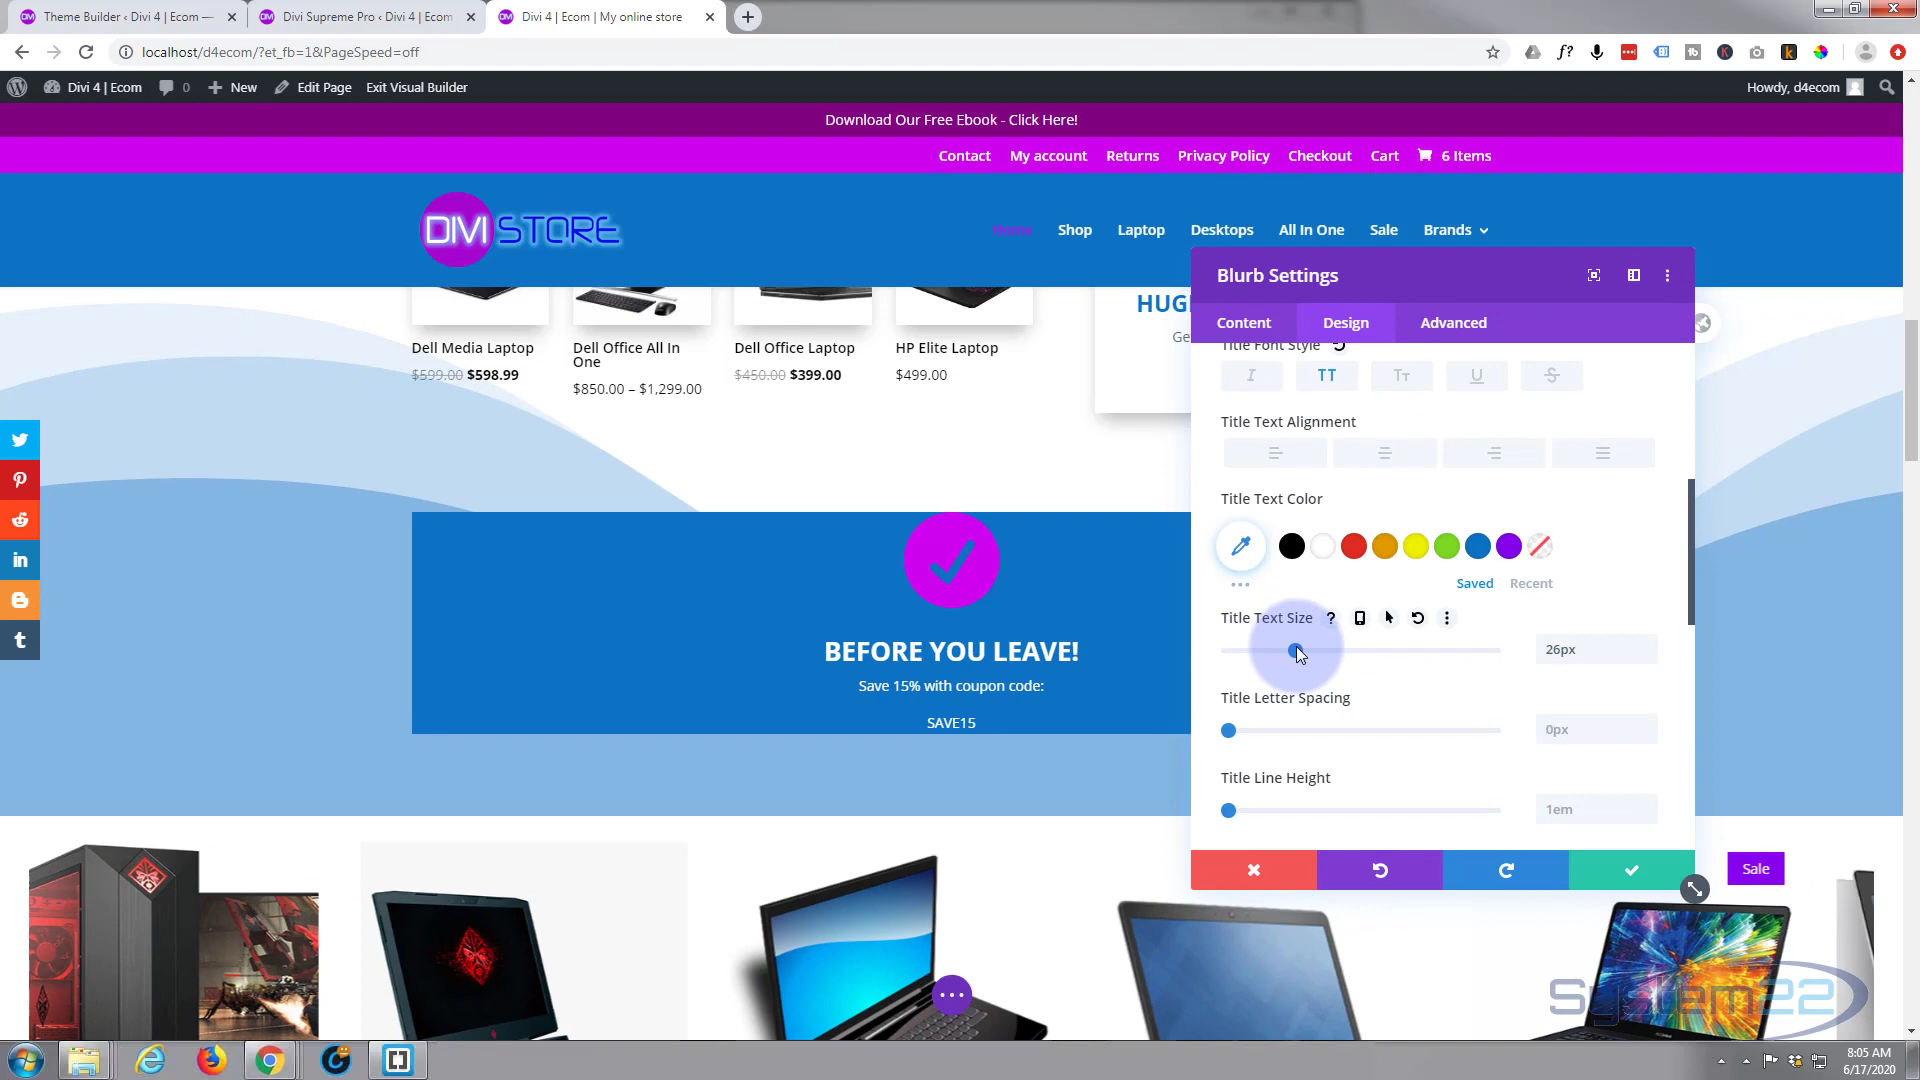 Theme Builder ‹ Divi 4 | Ecom —
Divi Supreme Pro ‹ Divi 4 | Ecom
Divi 4 | Ecom | My online store
localhost/d4ecom/?et_fb=1&PageSpeed=off
Divi 4 | Ecom
0
New
Edit Page
Exit Visual Builder
Howdy, d4ecom
Download Our Free Ebook - Click Here!
Contact
My account
Returns
Privacy Policy
Checkout
Cart
6 Items
DIVI STORE
Home
Shop
Laptop
Desktops
All In One
Sale
Brands
Dell Media Laptop
$599.00 $598.99
Dell Office All In
One
$850.00 – $1,299.00
Dell Office Laptop
$450.00 $399.00
HP Elite Laptop
$499.00
BEFORE YOU LEAVE!
Save 15% with coupon code:
SAVE15
Blurb Settings
Content
Design
Advanced
Title Font Style
I
TT
Tт
U
S
Title Text Alignment
Title Text Color
Saved
Recent
Title Text Size
?
26px
Title Letter Spacing
0px
Title Line Height
1em
Sale
System22
8:05 AM
6/17/2020